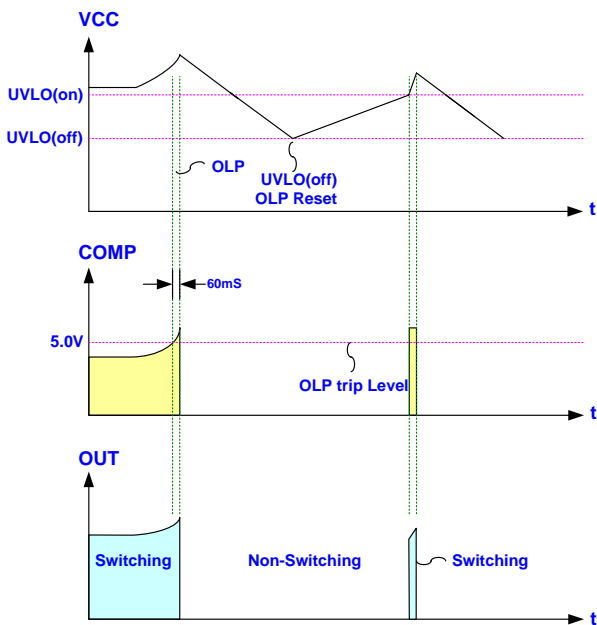 VCC
UVLO(on)
UVLO(off)
OLP
UVLO(off)
OLP Reset
t
COMP
60mS
5.0V
OLP trip Level
t
OUT
Switching
Non-Switching
Switching
t